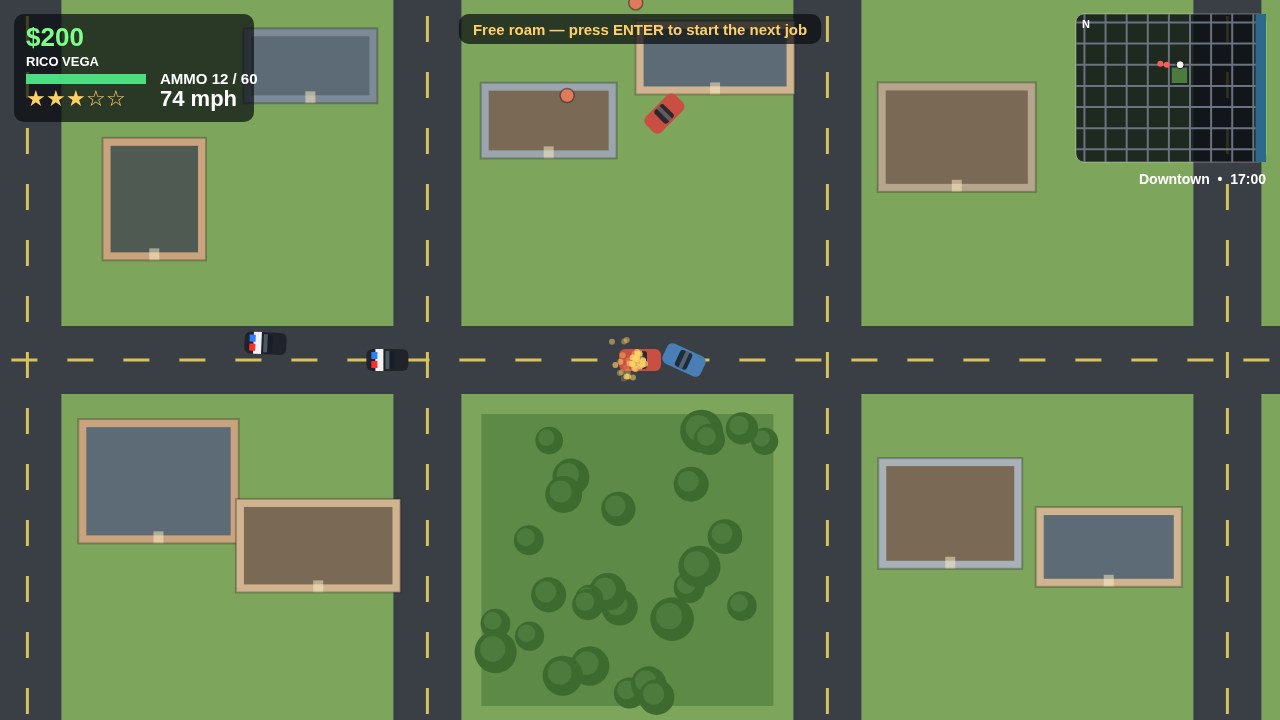 $200
RICO VEGA
AMMO 12 / 60
★★★☆☆ 74 mph
Free roam — press ENTER to start the next job
N
Downtown • 17:00